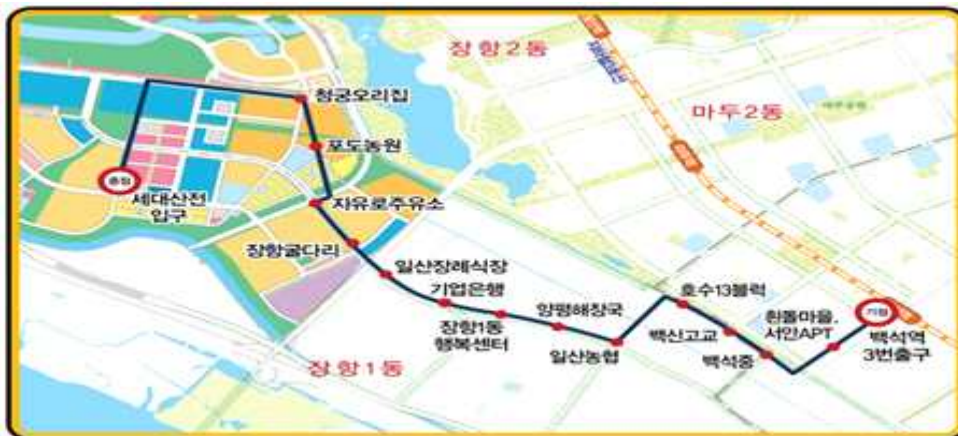 장항2동
마두2동
청궁오리집
포도농원
종점
세대산전
입구
자유로주유소
장항굴다리
일산장례식장
기업은행
장항1동
행복센터
양평해장국
일산농협
호수13블럭
백신고교
백석중
흰돌마을.
서안APT
기점
백석역
3번출구
장항1동